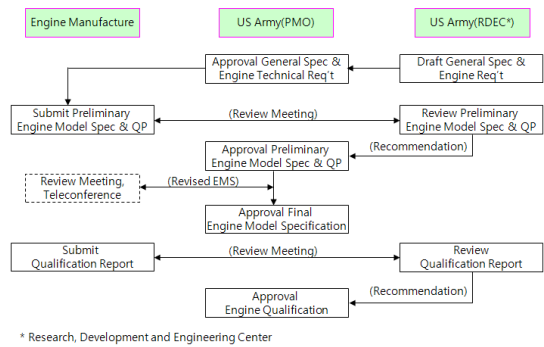 Engine Manufacture
US Army(PMO)
US Army(RDEC*)
Approval General Spec &
Engine Technical Req't
Draft General Spec &
Engine Req't
Submit Preliminary
Engine Model Spec & QP
(Review Meeting)
Review Preliminary
Engine Model Spec & QP
(Recommendation)
Approval Preliminary
Engine Model Spec & QP
Review Meeting,
Teleconference
(Revised EMS)
Approval Final
Engine Model Specification
Submit
Qualification Report
(Review Meeting)
Review
Qualification Report
(Recommendation)
Approval
Engine Qualification
* Research, Development and Engineering Center